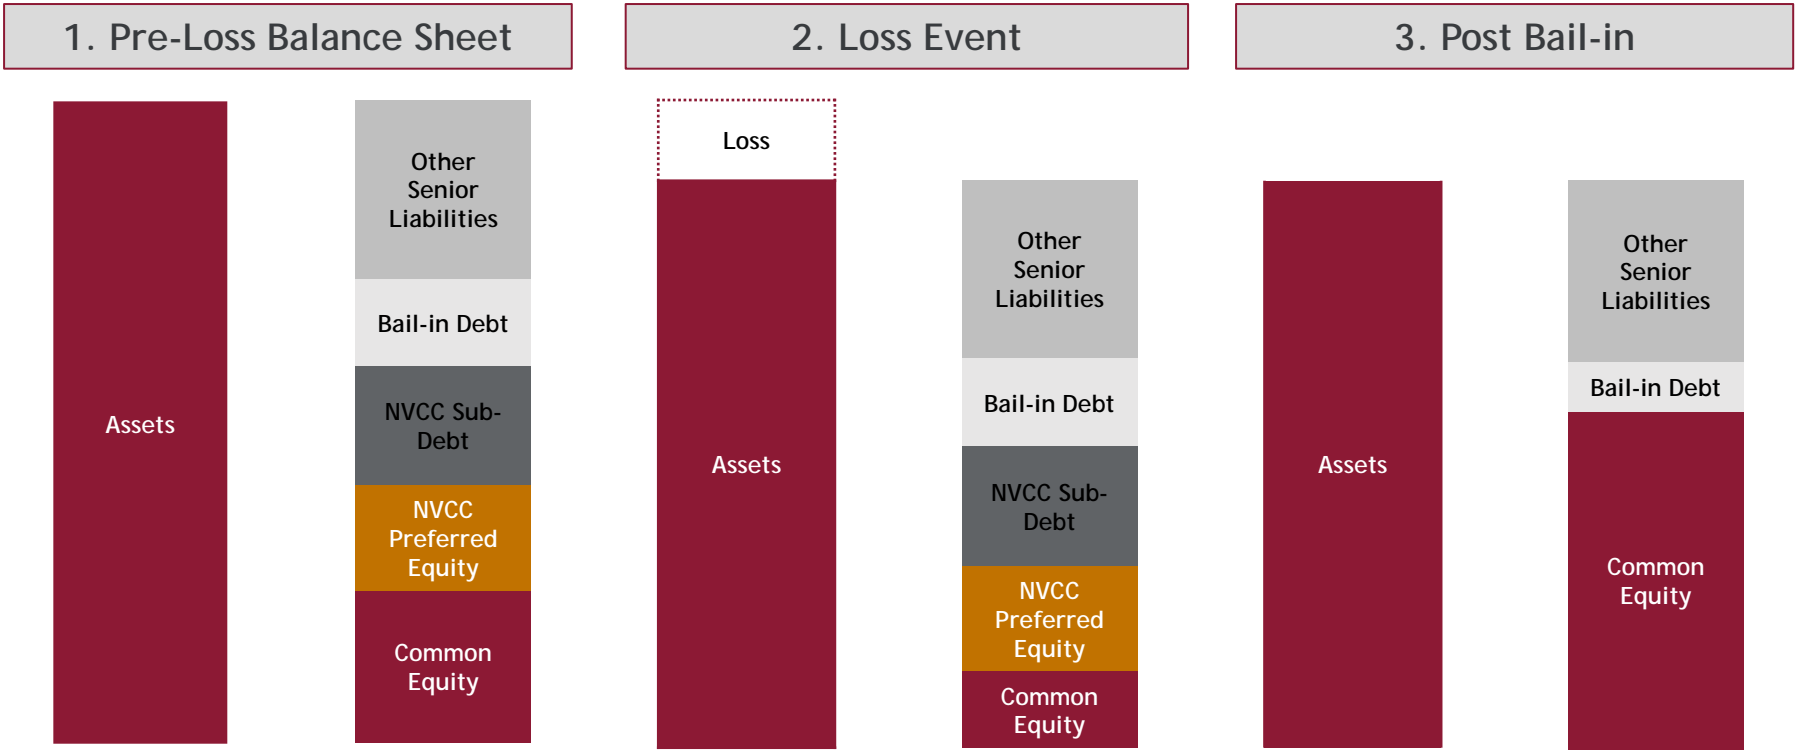 1. Pre-Loss Balance Sheet
2. Loss Event
3. Post Bail-in
Assets
Other
Senior
Liabilities
Bail-in Debt
NVCC Sub-
Debt
NVCC
Preferred
Equity
Common
Equity
Loss
Assets
Other
Senior
Liabilities
Bail-in Debt
NVCC Sub-
Debt
NVCC
Preferred
Equity
Common
Equity
Assets
Other
Senior
Liabilities
Bail-in Debt
Common
Equity